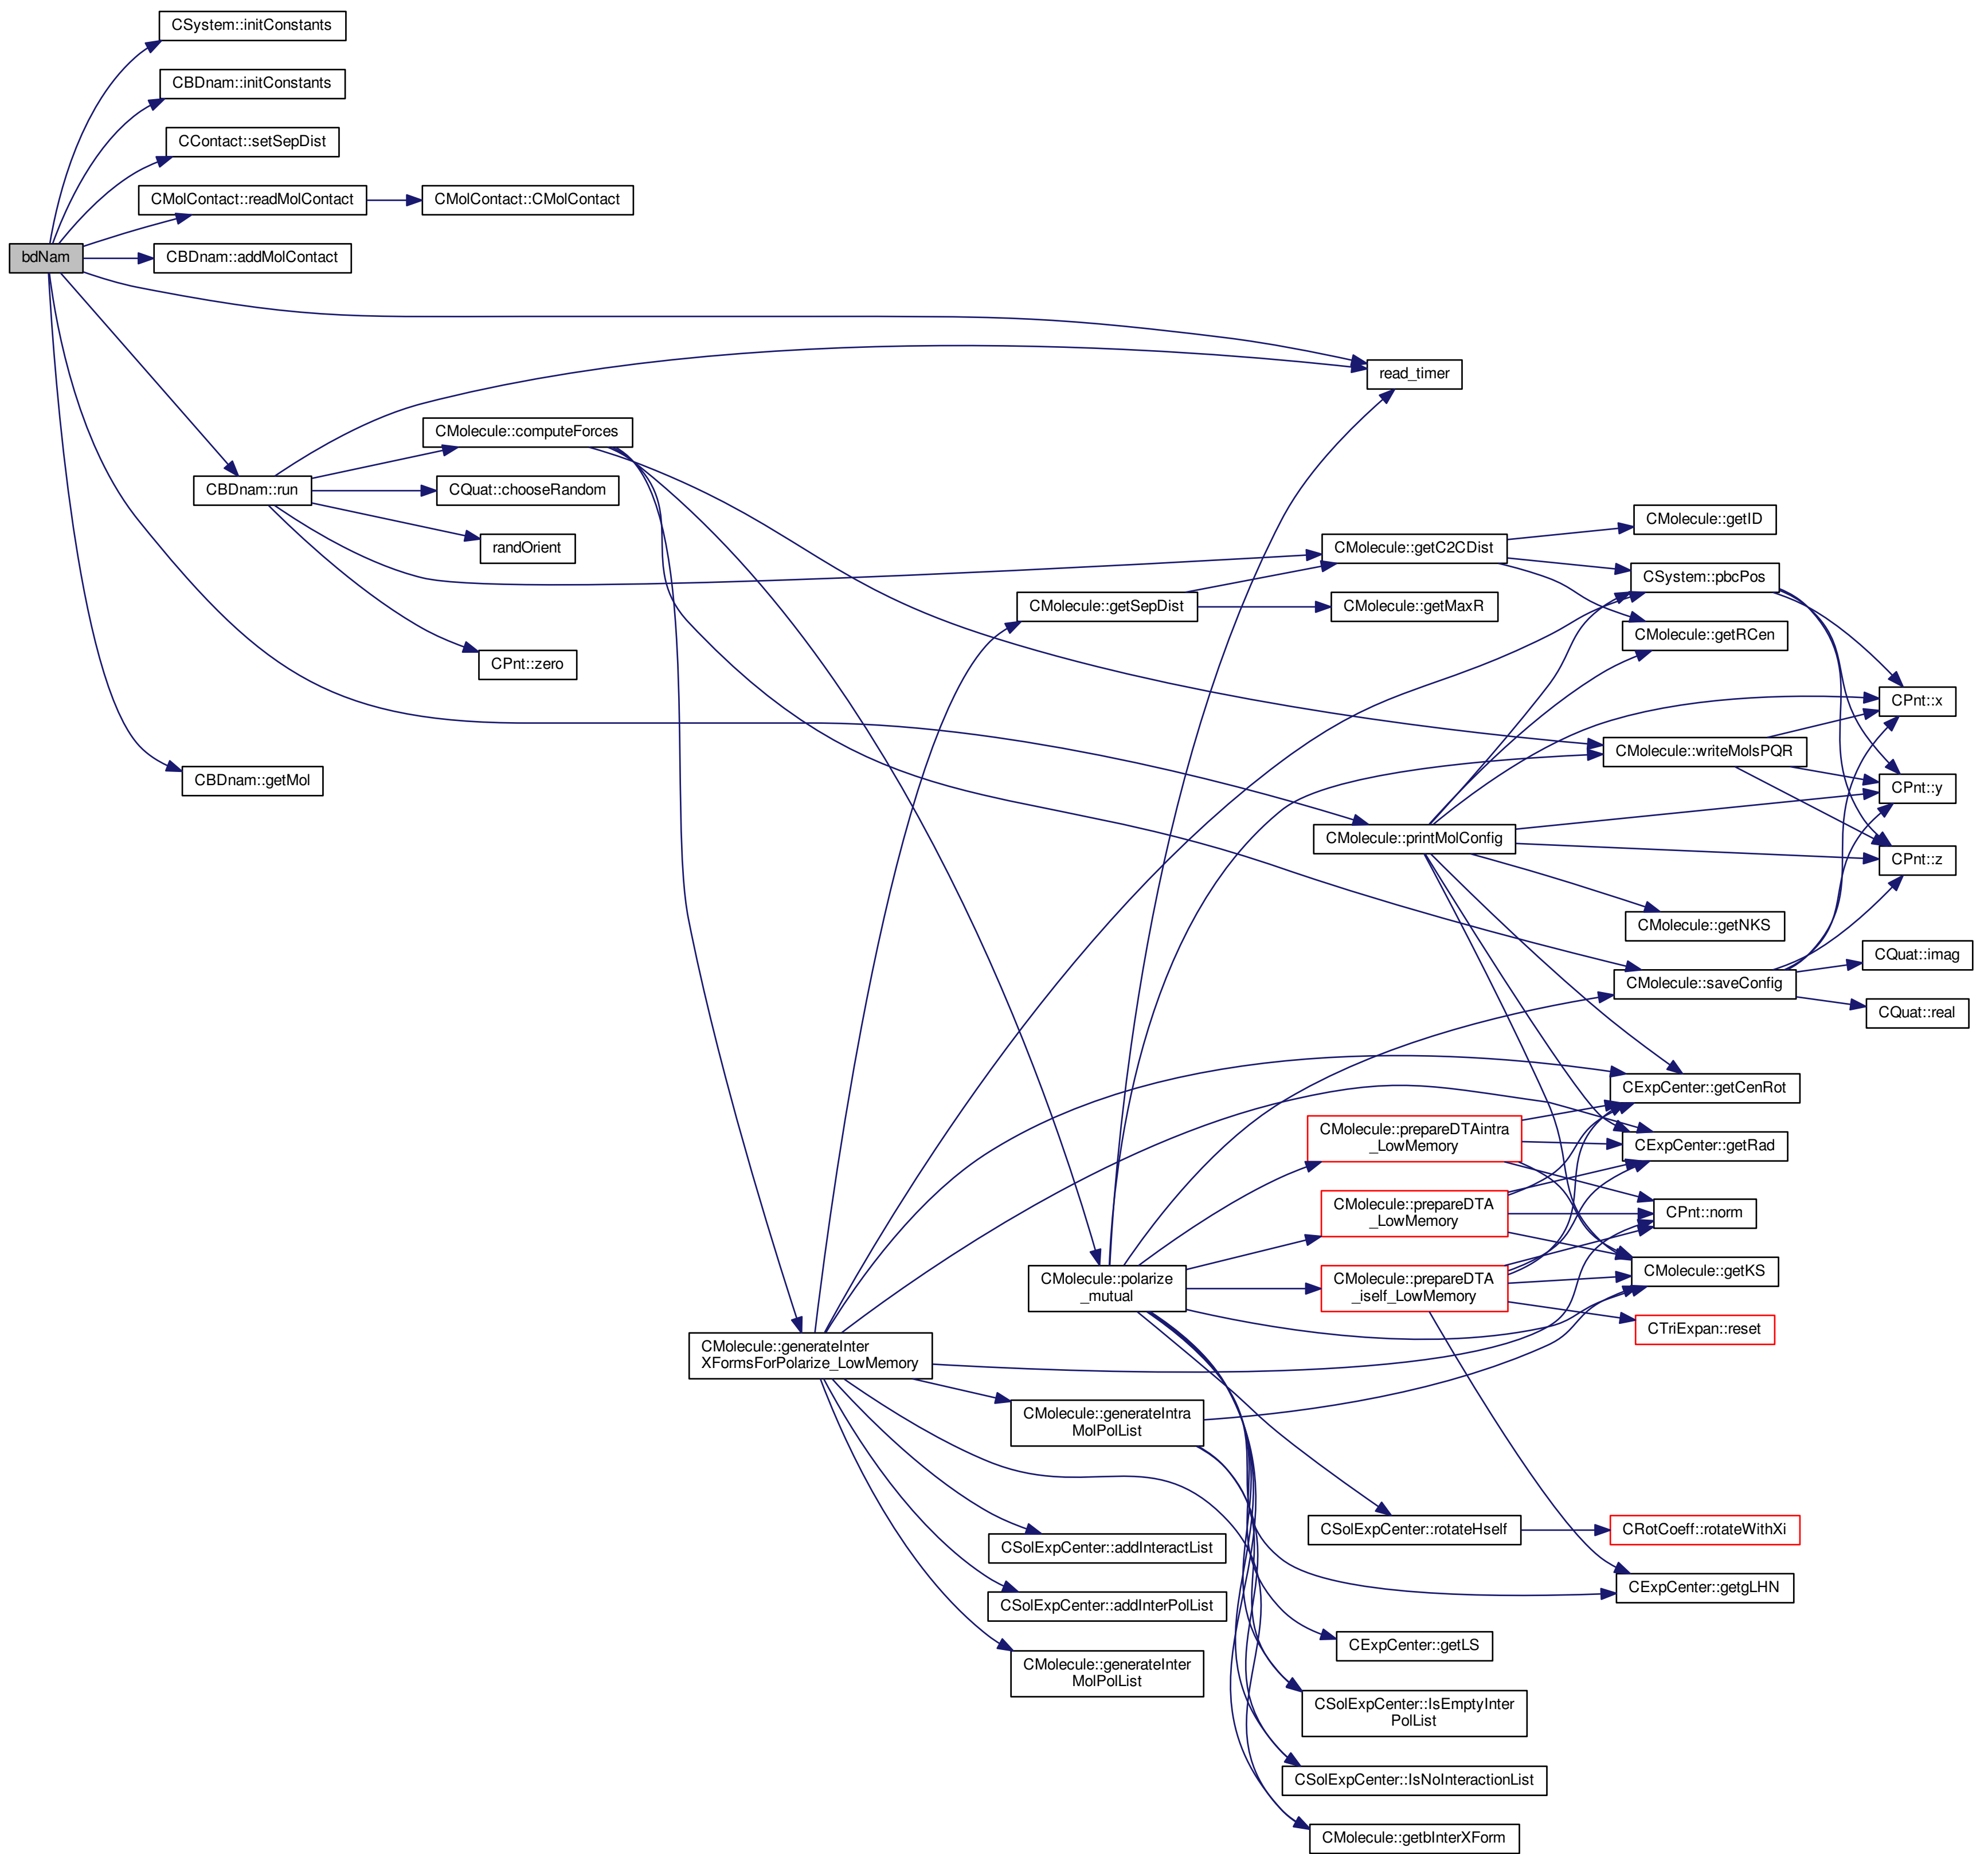 CSystem::initConstants
CBDnam::initConstants
CContact::setSepDist
CMolContact::readMolContact
CMolContact::CMolContact
bdNam
CBDnam::addMolContact
read_timer
CMolecule::computeForces
CBDnam::run
CQuat::chooseRandom
randOrient
CPnt::zero
CBDnam::getMol
CMolecule::getID
CMolecule::getC2CDist
CSystem::pbcPos
CMolecule::getSepDist
CMolecule::getMaxR
CMolecule::getRCen
CPnt::x
CMolecule::writeMolsPQR
CPnt::y
CMolecule::printMolConfig
CPnt::z
CMolecule::getNKS
CQuat::imag
CMolecule::saveConfig
CQuat::real
CExpCenter::getCenRot
CMolecule::prepareDTAintra
_LowMemory
CExpCenter::getRad
CMolecule::prepareDTA
_LowMemory
CPnt::norm
CMolecule::polarize
_mutual
CMolecule::prepareDTA
_iself_LowMemory
CMolecule::getKS
CTriExpan::reset
CMolecule::generateInter
XFormsForPolarize_LowMemory
CMolecule::generateIntra
MolPolList
CSolExpCenter::rotateHself
CRotCoeff::rotateWithXi
CSolExpCenter::addInteractList
CExpCenter::getgLHN
CSolExpCenter::addInterPolList
CExpCenter::getLS
CMolecule::generateInter
MolPolList
CSolExpCenter::IsEmptyInter
PolList
CSolExpCenter::IsNoInteractionList
CMolecule::getbInterXForm